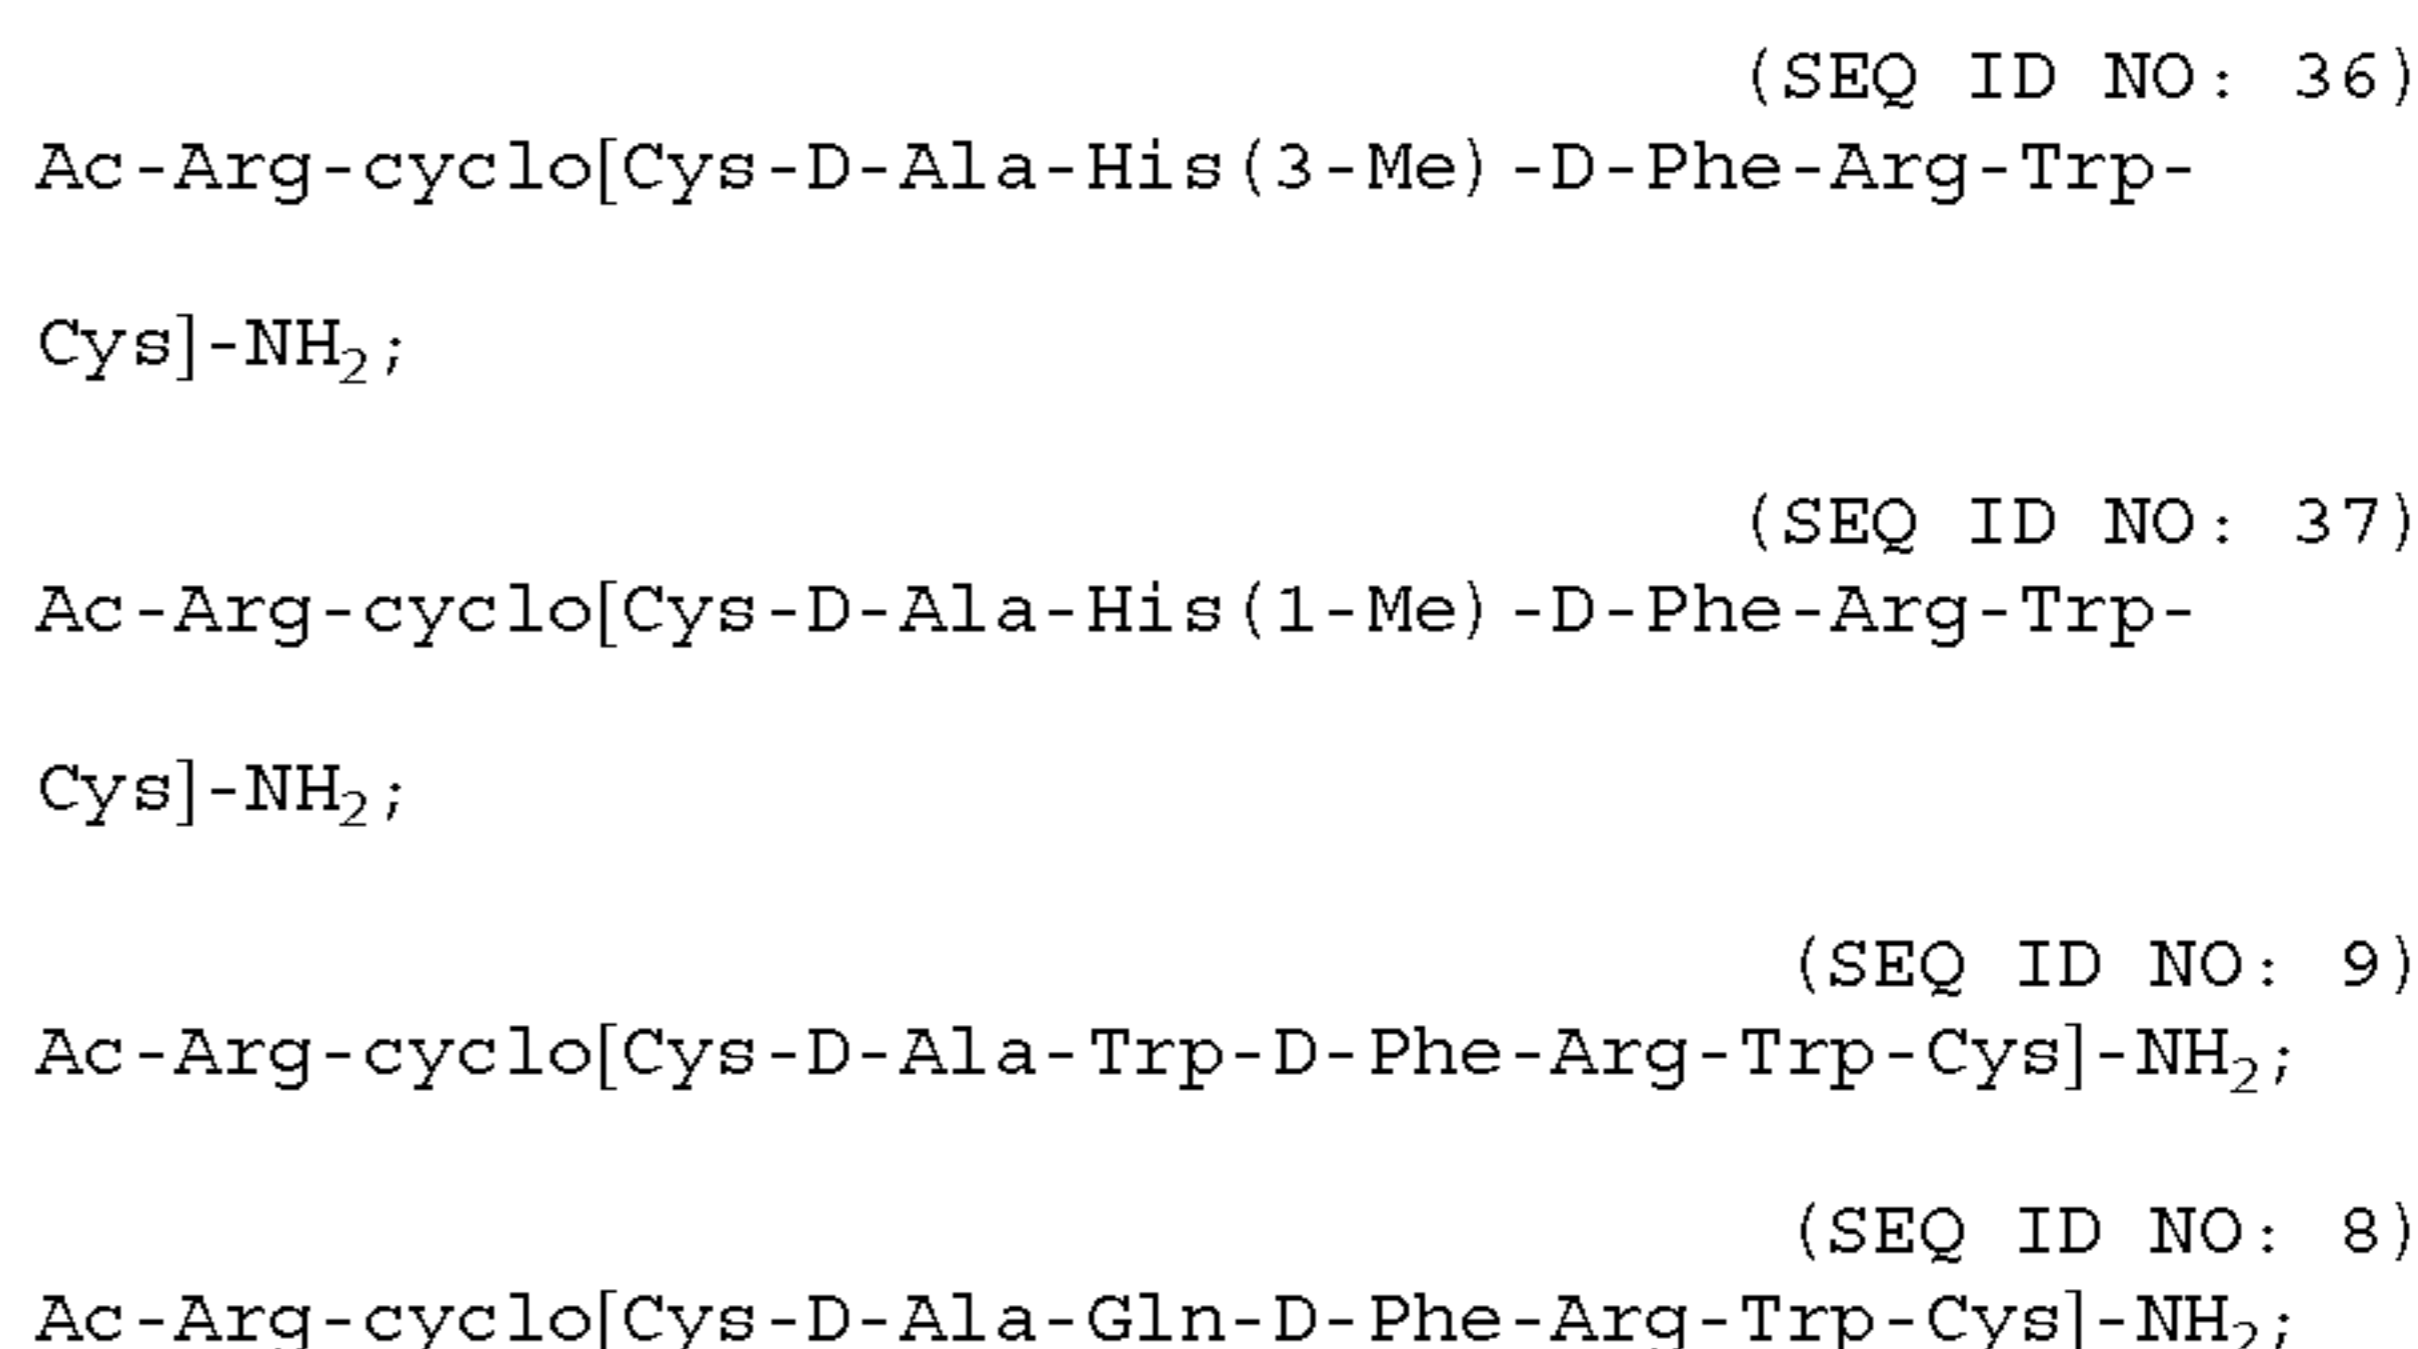 (SEQ ID NO: 36)
Ac-Arg-cyclo[Cys-D-Ala-His(3-Me)-D-Phe-Arg-Trp-
Cys]-NH₂;
(SEQ ID NO: 37)
Ac-Arg-cyclo[Cys-D-Ala-His(1-Me)-D-Phe-Arg-Trp-
Cys]-NH₂;
(SEQ ID NO: 9)
Ac-Arg-cyclo[Cys-D-Ala-Trp-D-Phe-Arg-Trp-Cys]-NH₂;
(SEQ ID NO: 8)
Ac-Arg-cyclo[Cys-D-Ala-Gln-D-Phe-Arg-Trp-Cys]-NH₂;